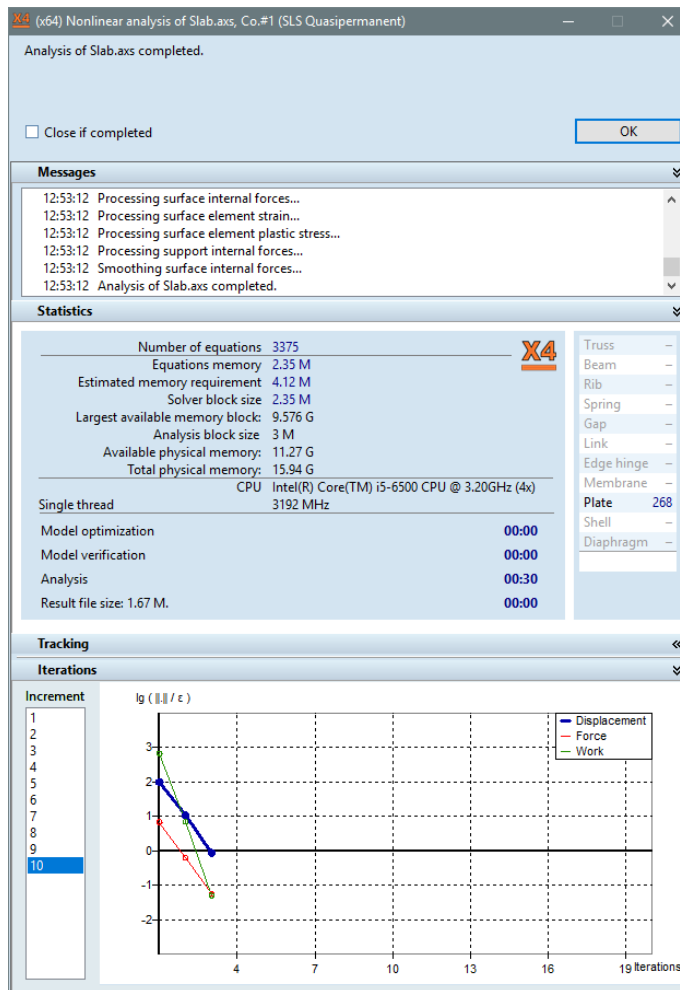 X4 (x64) Nonlinear analysis of Slab.axs, Co.#1 (SLS Quasipermanent)
Analysis of Slab.axs completed.
Close if completed
OK
Messages
12:53:12 Processing surface internal forces...
12:53:12 Processing surface element strain...
12:53:12 Processing surface element plastic stress...
12:53:12 Processing support internal forces...
12:53:12 Smoothing surface internal forces...
12:53:12 Analysis of Slab.axs completed.
Statistics
Number of equations 3375
Equations memory 2.35 M
Estimated memory requirement 4.12 M
Solver block size 2.35 M
Largest available memory block: 9.576 G
Analysis block size 3 M
Available physical memory: 11.27 G
Total physical memory: 15.94 G
CPU Intel(R) Core(TM) i5-6500 CPU @ 3.20GHz (4x)
Single thread 3192 MHz
Model optimization 00:00
Model verification 00:00
Analysis 00:30
Result file size: 1.67 M. 00:00
X4
Truss –
Beam –
Rib –
Spring –
Gap –
Link –
Edge hinge –
Membrane –
Plate 268
Shell –
Diaphragm –
Tracking
Iterations
Increment
1
2
3
4
5
6
7
8
9
10
lg ( ||.|| / ε )
3
2
1
0
-1
-2
Displacement
Force
Work
4 7 10 13 16 19 Iterations